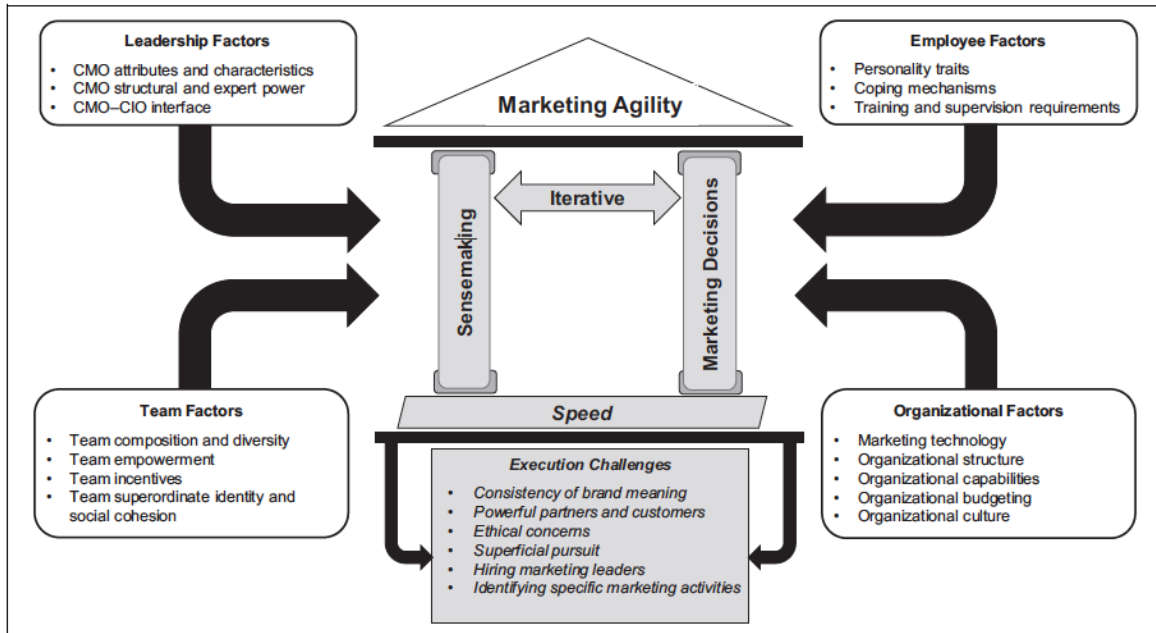 Leadership Factors
• CMO attributes and characteristics
• CMO structural and expert power
• CMO–CIO interface
Employee Factors
• Personality traits
• Coping mechanisms
• Training and supervision requirements
Marketing Agility
Iterative
Sensemaking
Marketing Decisions
Speed
Team Factors
• Team composition and diversity
• Team empowerment
• Team incentives
• Team superordinate identity and
social cohesion
Execution Challenges
• Consistency of brand meaning
• Powerful partners and customers
• Ethical concerns
• Superficial pursuit
• Hiring marketing leaders
• Identifying specific marketing activities
Organizational Factors
• Marketing technology
• Organizational structure
• Organizational capabilities
• Organizational budgeting
• Organizational culture